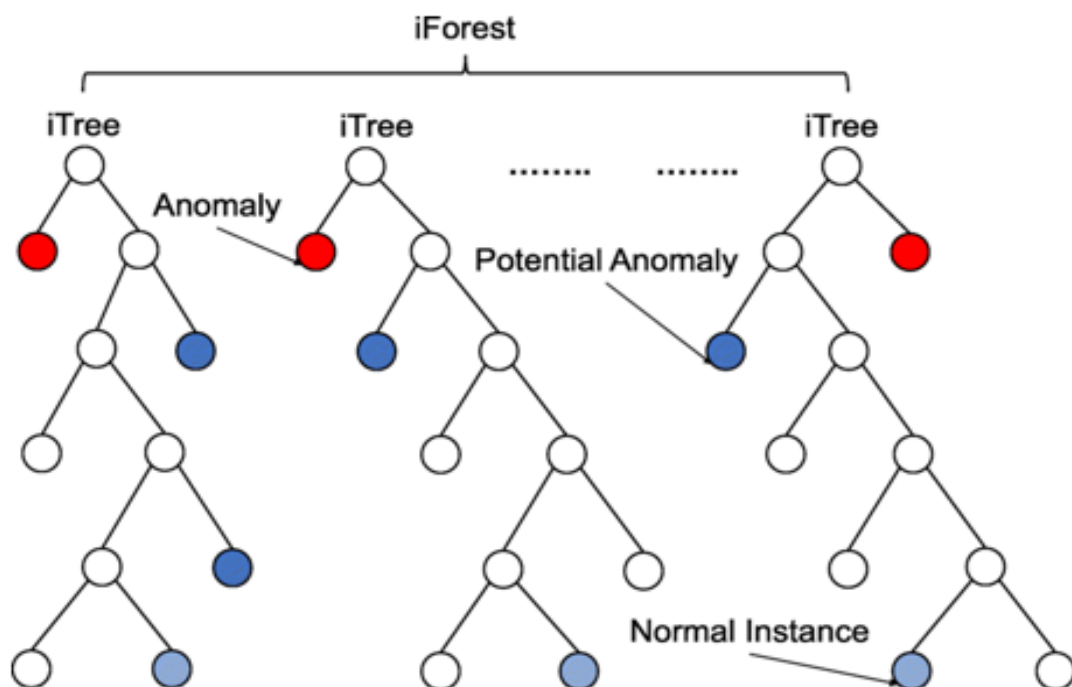 iForest
iTree
iTree
........
........
iTree
Anomaly
Potential Anomaly
Normal Instance